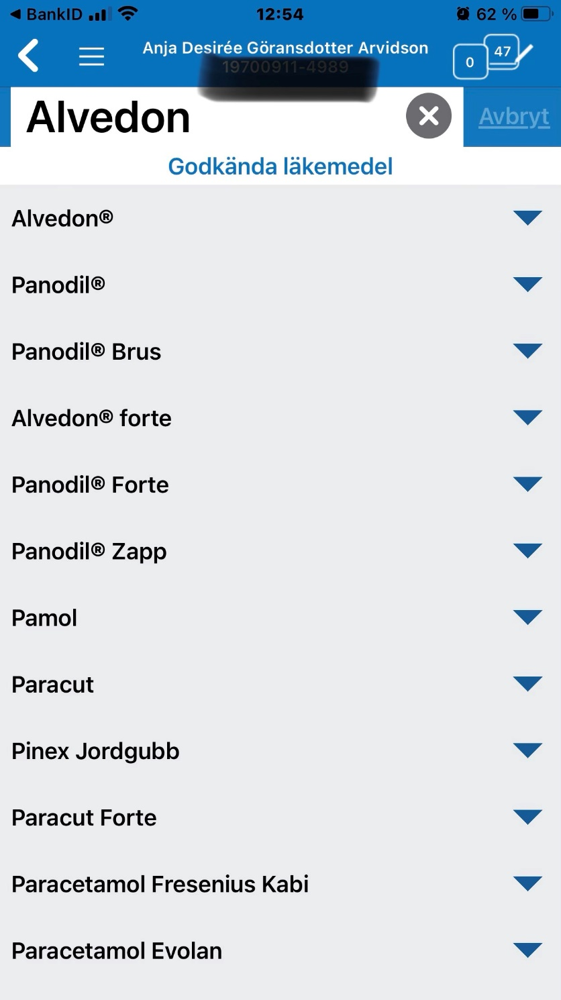 BankID
12:54
62 %
Anja Desirée Göransdotter Arvidson
0
47
Alvedon
Avbryt
Godkända läkemedel
Alvedon®
Panodil®
Panodil® Brus
Alvedon® forte
Panodil® Forte
Panodil® Zapp
Pamol
Paracut
Pinex Jordgubb
Paracut Forte
Paracetamol Fresenius Kabi
Paracetamol Evolan